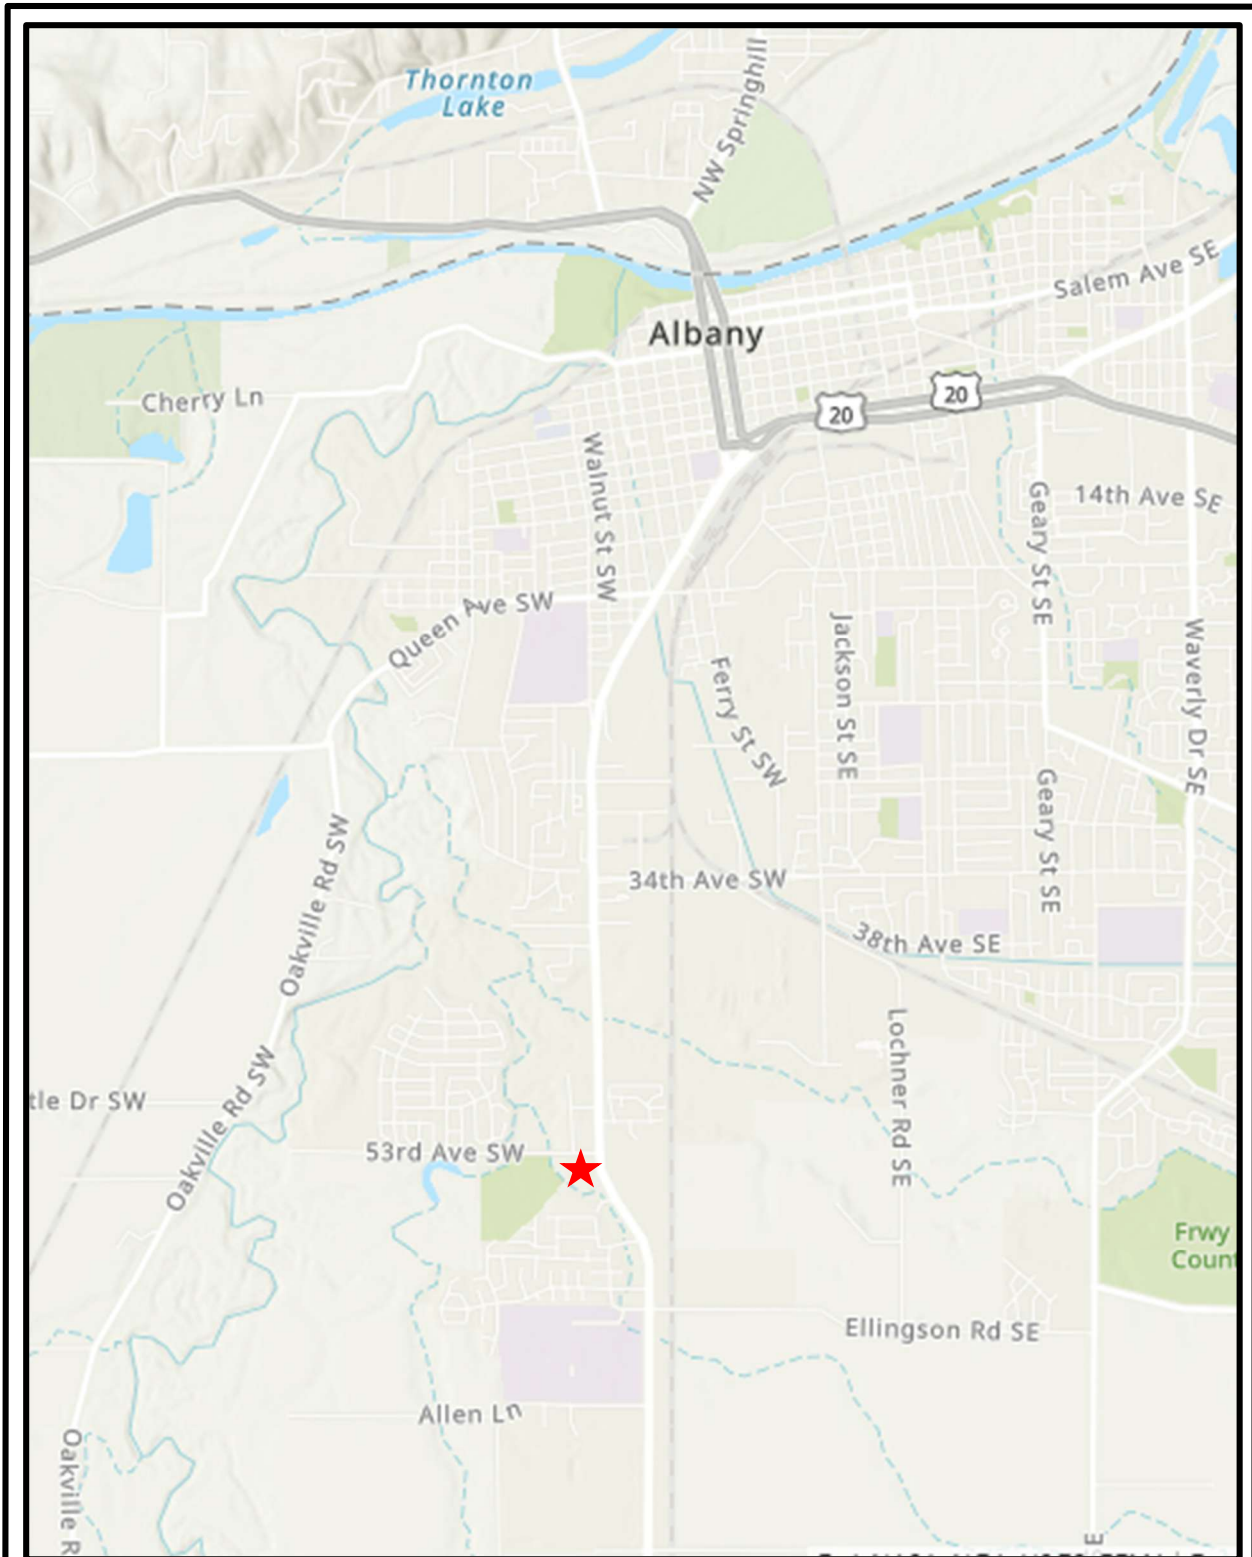 Thornton
Lake
NW Springhill
Salem Ave SE
Albany
20
20
Cherry Ln
Walnut St SW
Geary St SE
14th Ave SE
Queen Ave SW
Jackson St SE
Waverly Dr SE
Ferry St SW
Geary St SE
Oakville Rd SW
34th Ave SW
38th Ave SE
Lochner Rd SE
Oakville Rd SW
tle Dr SW
53rd Ave SW
Frwy
Count
Ellingson Rd SE
Allen Ln
Oakville R
E